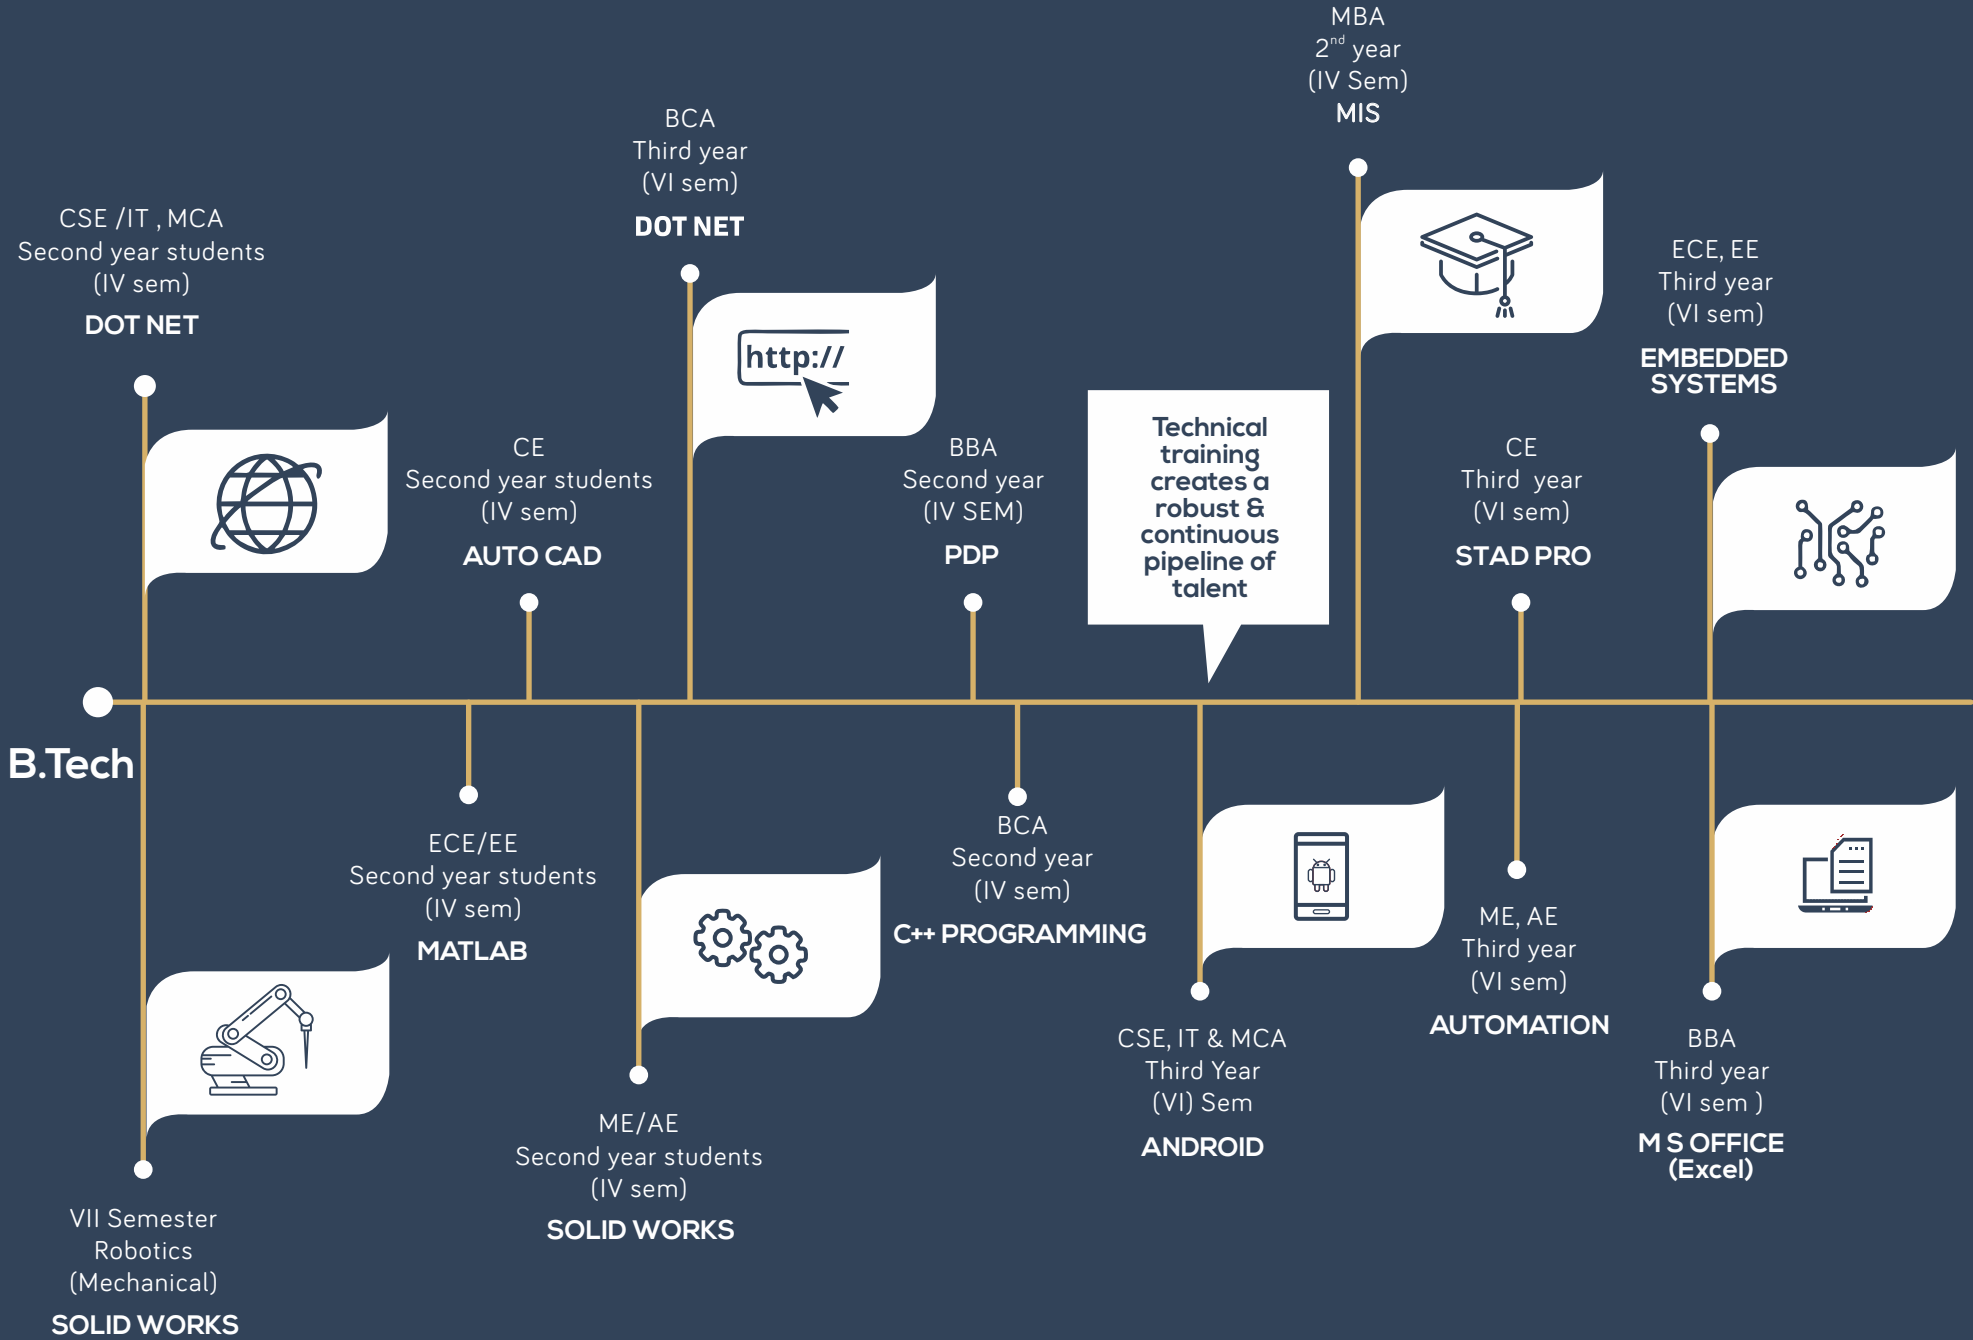 CSE /IT , MCA
Second year students
(IV sem)
DOT NET
CE
Second year students
(IV sem)
AUTO CAD
BCA
Third year
(VI sem)
DOT NET
http://
BBA
Second year
(IV SEM)
PDP
Technical
training
creates a
robust &
continuous
pipeline of
talent
MBA
2nd year
(IV Sem)
MIS
CE
Third year
(VI sem)
STAD PRO
ECE, EE
Third year
(VI sem)
EMBEDDED
SYSTEMS
B.Tech
VII Semester
Robotics
(Mechanical)
SOLID WORKS
ECE/EE
Second year students
(IV sem)
MATLAB
ME/AE
Second year students
(IV sem)
SOLID WORKS
BCA
Second year
(IV sem)
C++ PROGRAMMING
CSE, IT & MCA
Third Year
(VI) Sem
ANDROID
ME, AE
Third year
(VI sem)
AUTOMATION
BBA
Third year
(VI sem )
M S OFFICE
(Excel)